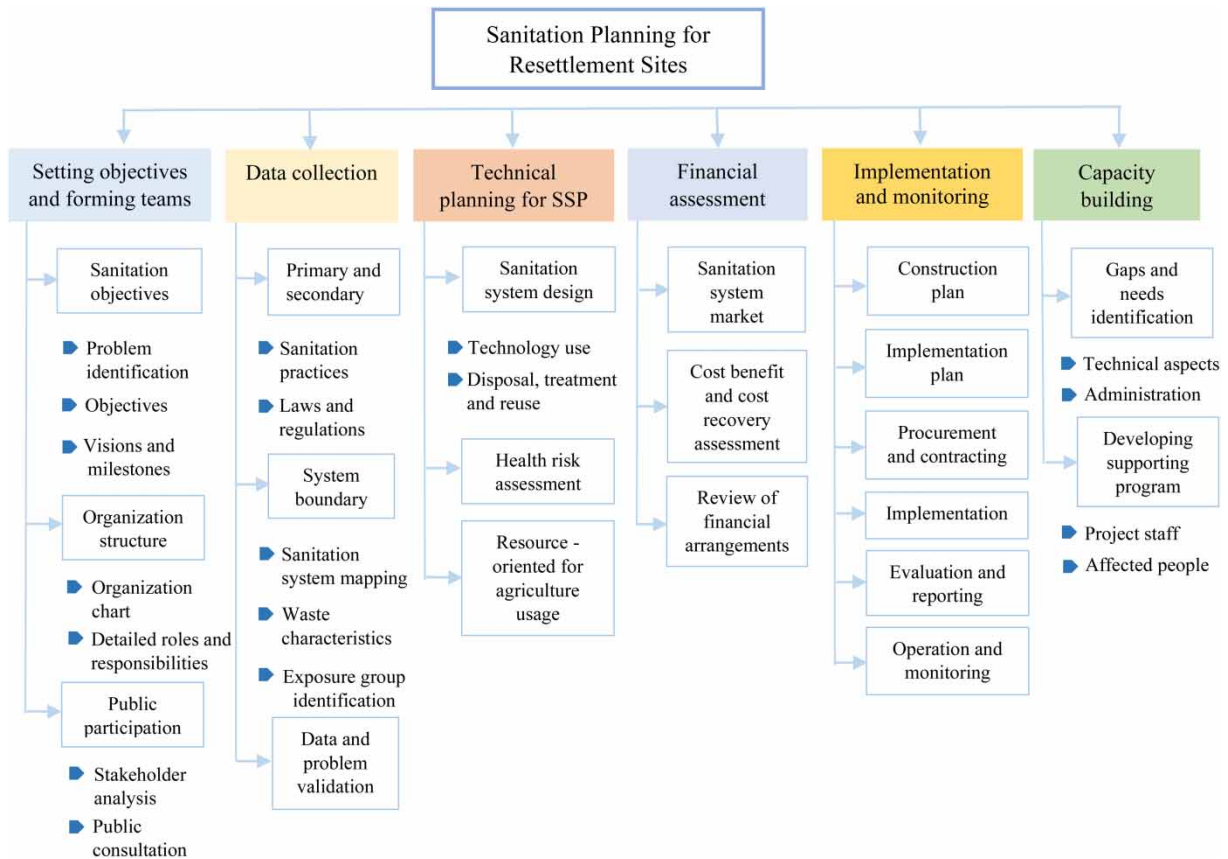 Sanitation Planning for
Resettlement Sites
Setting objectives
and forming teams
Sanitation
objectives
Problem
identification
Objectives
Visions and
milestones
Organization
structure
Organization
chart
Detailed roles and
responsibilities
Public
participation
Stakeholder
analysis
Public
consultation
Data collection
Primary and
secondary
Sanitation
practices
Laws and
regulations
System
boundary
Sanitation
system mapping
Waste
characteristics
Exposure group
identification
Data and
problem
validation
Technical
planning for SSP
Sanitation
system design
Technology use
Disposal, treatment
and reuse
Health risk
assessment
Resource -
oriented for
agriculture
usage
Financial
assessment
Sanitation
system
market
Cost benefit
and cost
recovery
assessment
Review of
financial
arrangements
Implementation
and monitoring
Construction
plan
Implementation
plan
Procurement
and contracting
Implementation
Evaluation and
reporting
Operation and
monitoring
Capacity
building
Gaps and
needs
identification
Technical aspects
Administration
Developing
supporting
program
Project staff
Affected people